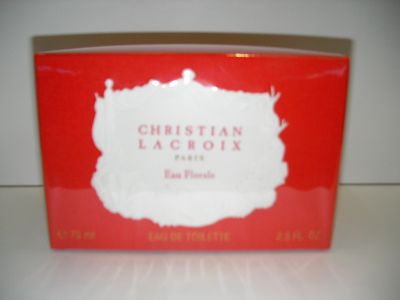 CHRISTIAN
LACROIX
PARIS
Eau Florale
℮ 75 ml EAU DE TOILETTE 2.5 FL. OZ